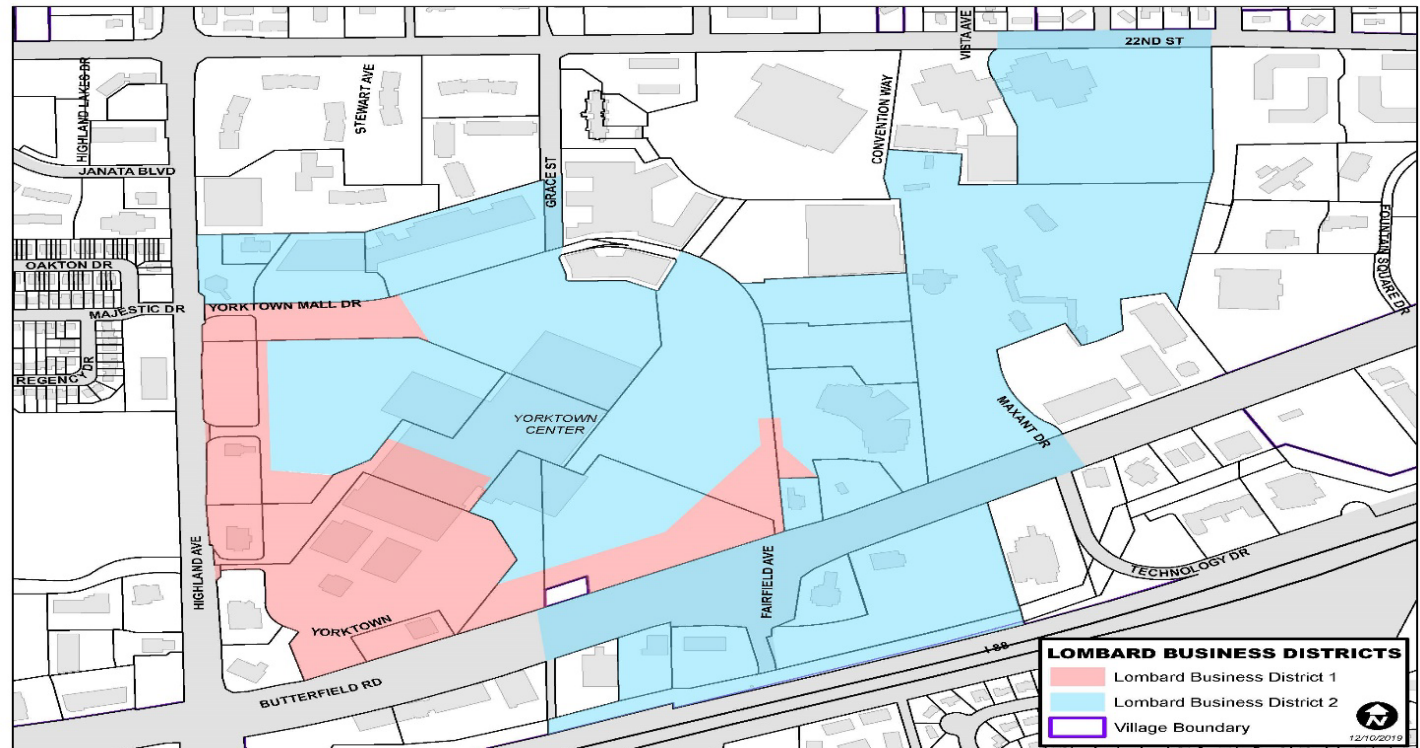 22ND ST
VISTA AVE
HIGHLAND LAKES DR
STEWART AVE
CONVENTION WAY
JANATA BLVD
GRACE ST
FOUNTAIN SQUARE DR
OAKTON DR
YORKTOWN MALL DR
MAJESTIC DR
REGENCY DR
YORKTOWN
CENTER
MAXANT DR
HIGHLAND AVE
FAIRFIELD AVE
TECHNOLOGY DR
YORKTOWN
I-88
BUTTERFIELD RD
LOMBARD BUSINESS DISTRICTS
Lombard Business District 1
Lombard Business District 2
Village Boundary
N
12/10/2019